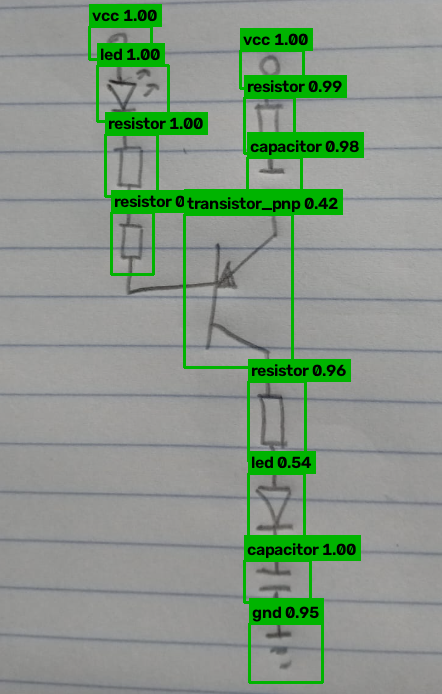 vcc 1.00
led 1.00
vcc 1.00
resistor 0.99
resistor 1.00
capacitor 0.98
resistor 0
transistor_pnp 0.42
resistor 0.96
led 0.54
capacitor 1.00
gnd 0.95